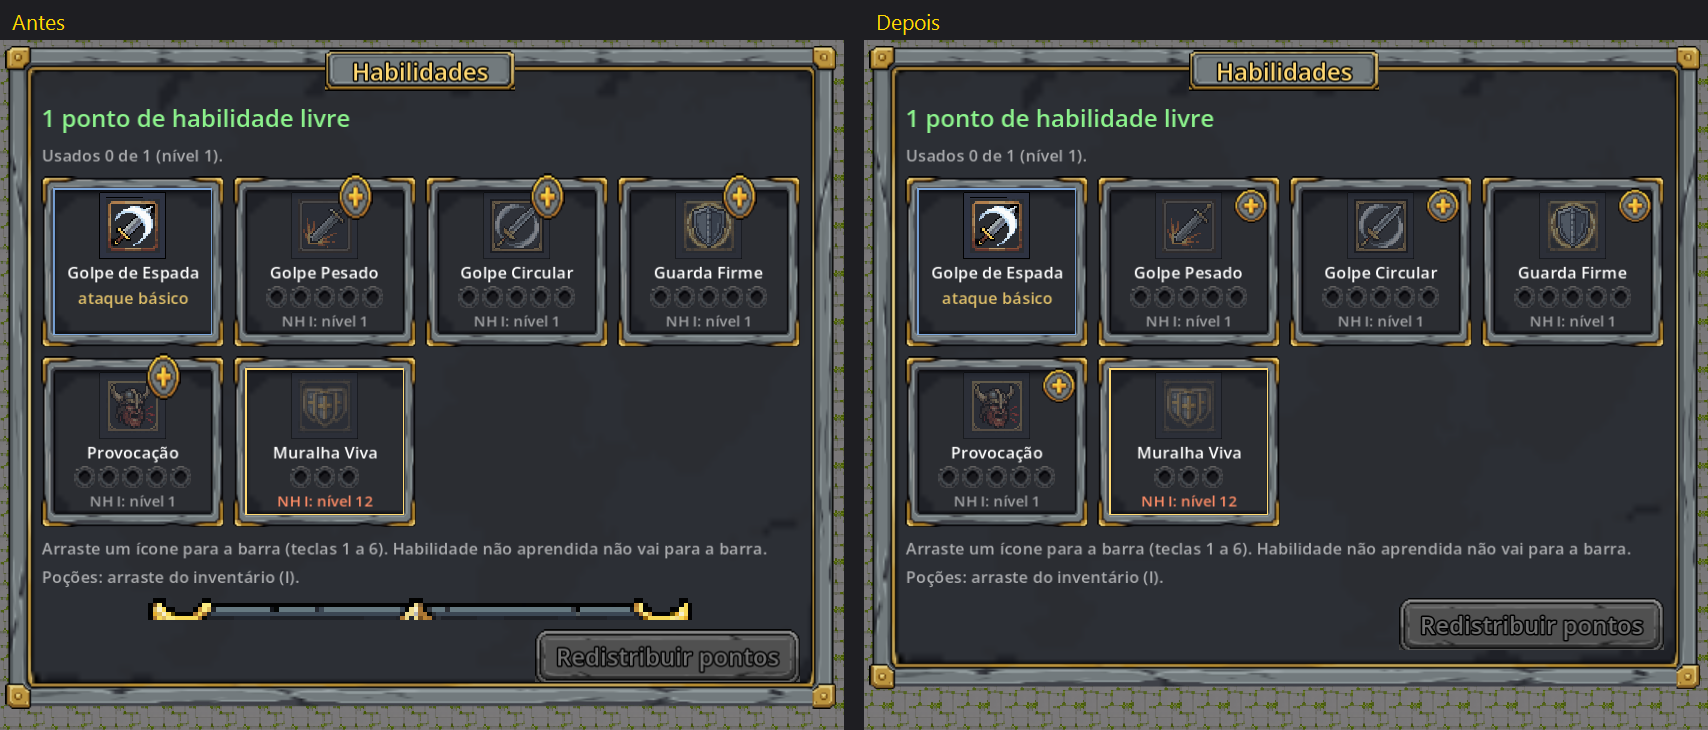 Antes
Habilidades
1 ponto de habilidade livre
Usados 0 de 1 (nível 1).
Golpe de Espada
ataque básico
Golpe Pesado
NH I: nível 1
Golpe Circular
NH I: nível 1
Guarda Firme
NH I: nível 1
Provocação
NH I: nível 1
Muralha Viva
NH I: nível 12
Arraste um ícone para a barra (teclas 1 a 6). Habilidade não aprendida não vai para a barra.
Poções: arraste do inventário (I).
Redistribuir pontos
Depois
Habilidades
1 ponto de habilidade livre
Usados 0 de 1 (nível 1).
Golpe de Espada
ataque básico
Golpe Pesado
NH I: nível 1
Golpe Circular
NH I: nível 1
Guarda Firme
NH I: nível 1
Provocação
NH I: nível 1
Muralha Viva
NH I: nível 12
Arraste um ícone para a barra (teclas 1 a 6). Habilidade não aprendida não vai para a barra.
Poções: arraste do inventário (I).
Redistribuir pontos